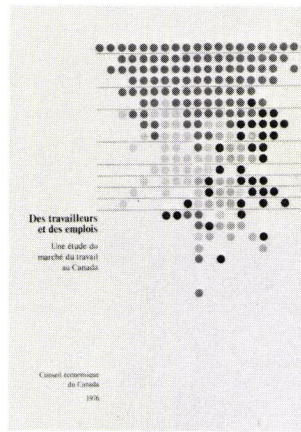 Des travailleurs
et des emplois
Une étude du
marché du travail
au Canada
Conseil économique
du Canada
1976